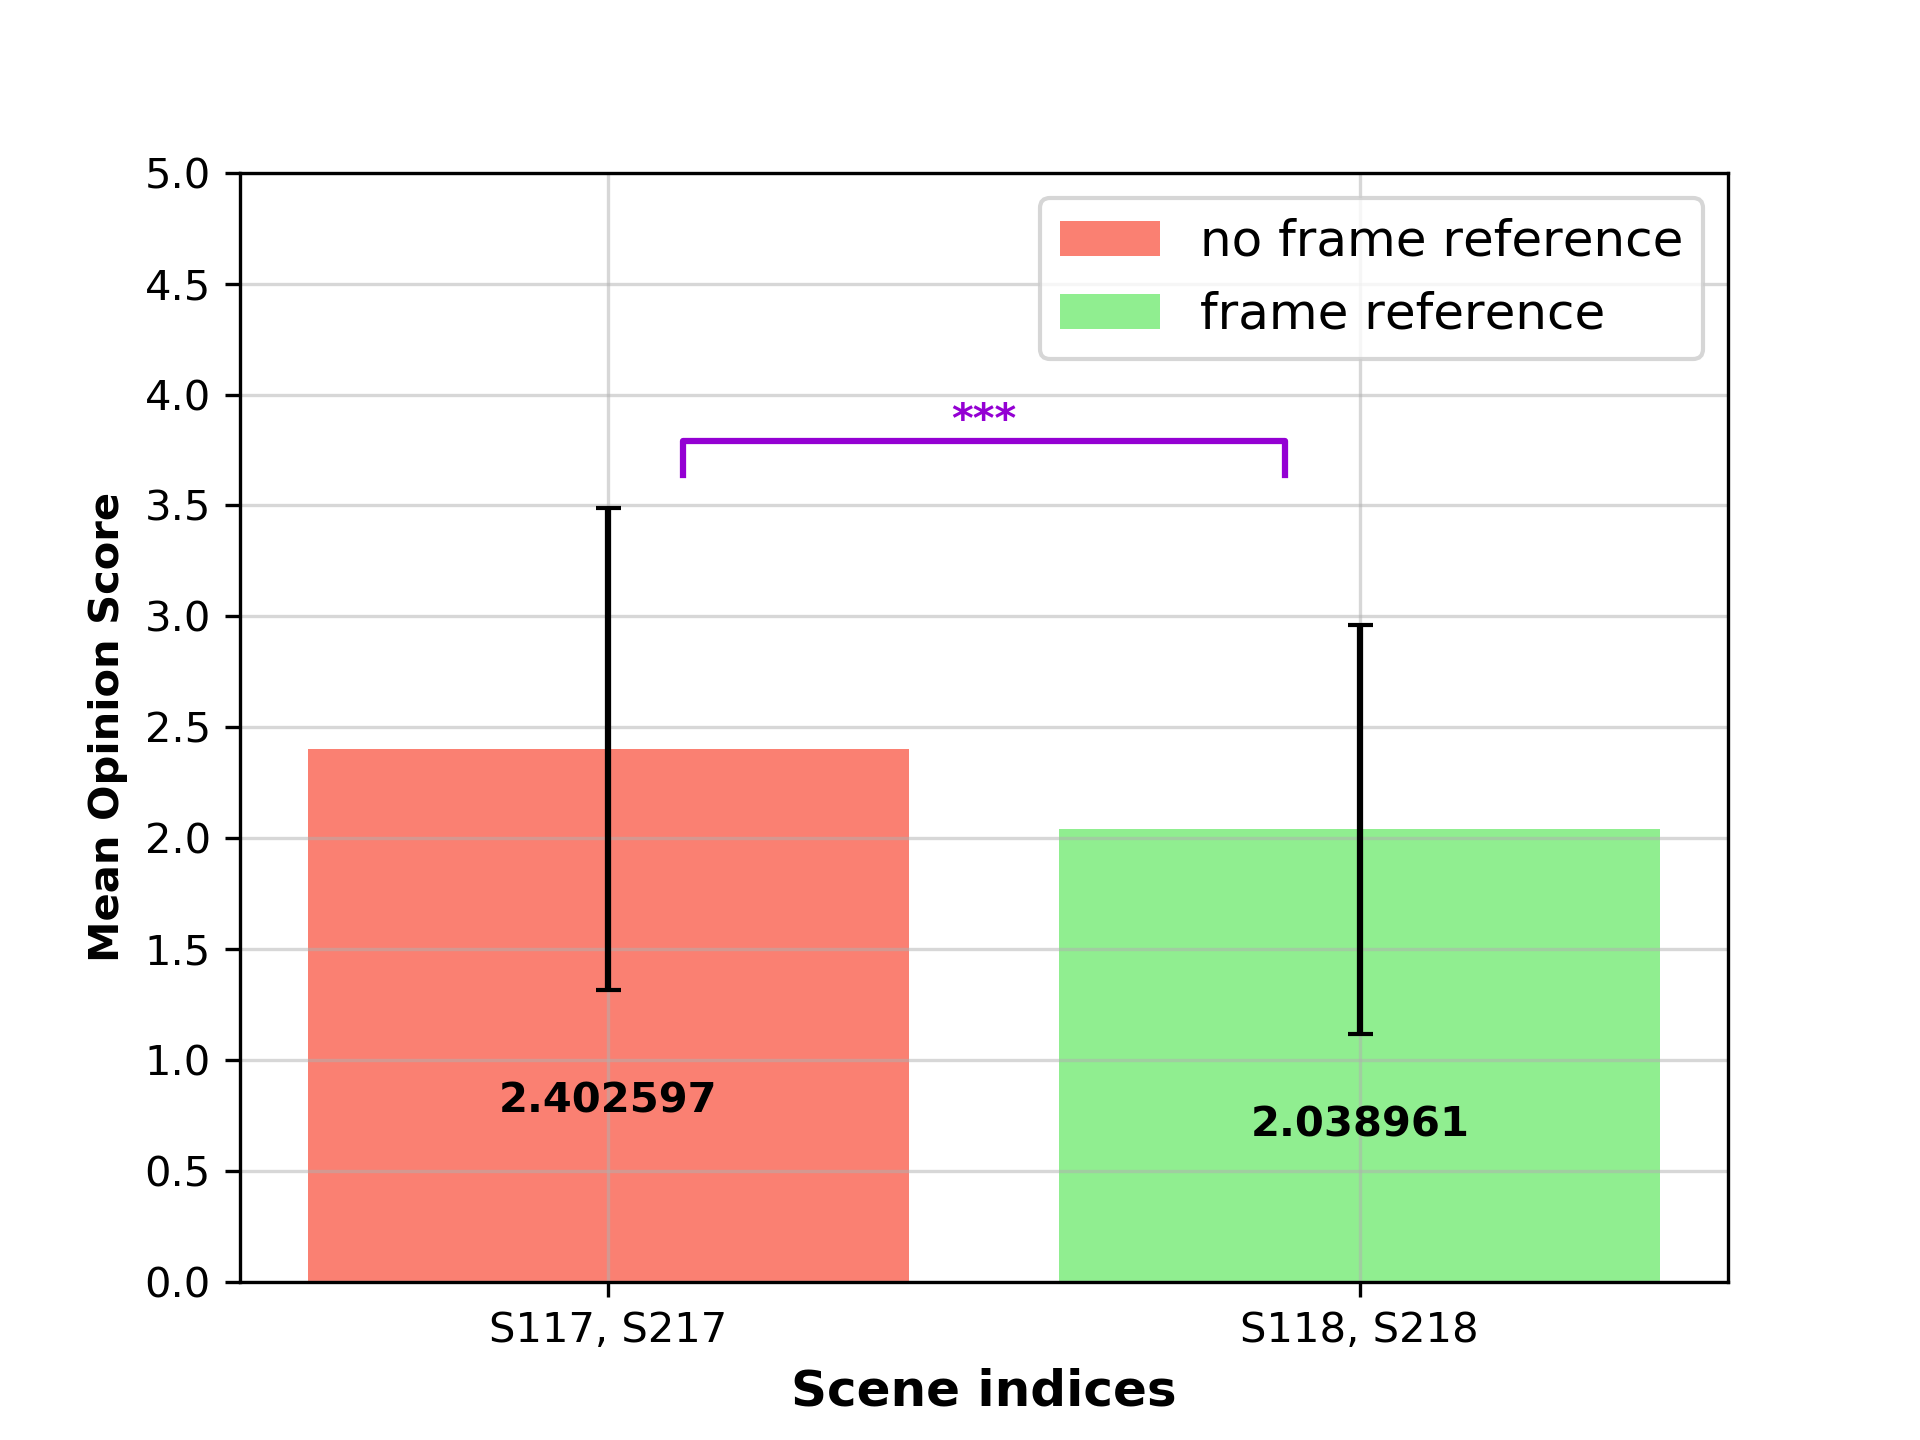 5.0
4.5
4.0
3.5
3.0
2.5
2.0
1.5
1.0
0.5
0.0
Mean Opinion Score
no frame reference
frame reference
***
2.402597
2.038961
S117, S217
S118, S218
Scene indices